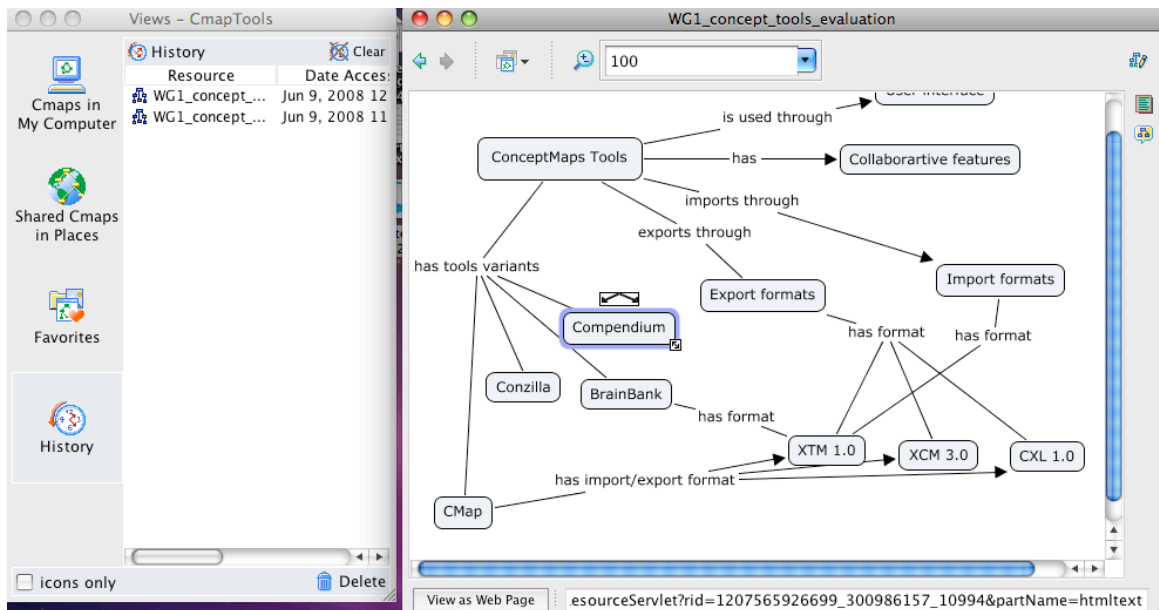 Views – CmapTools
History
Clear
Resource
Date Acces
WG1_concept_... Jun 9, 2008 12
WG1_concept_... Jun 9, 2008 11
Cmaps in
My Computer
Shared Cmaps
in Places
Favorites
History
icons only
Delete
WG1_concept_tools_evaluation
100
User Interface
is used through
ConceptMaps Tools
has
Collaborartive features
imports through
exports through
has tools variants
Import formats
Export formats
Compendium
has format
has format
Conzilla
BrainBank
has format
XTM 1.0
XCM 3.0
CXL 1.0
has import/export format
CMap
View as Web Page
.esourceServlet?rid=1207565926699_300986157_10994&partName=htmltext